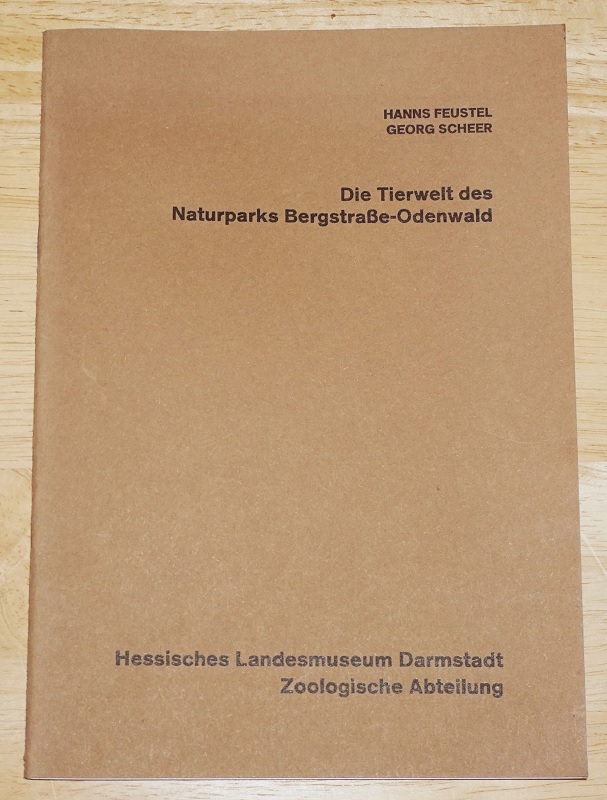 HANNS FEUSTEL
GEORG SCHEER
Die Tierwelt des
Naturparks Bergstraße-Odenwald
Hessisches Landesmuseum Darmstadt
Zoologische Abteilung